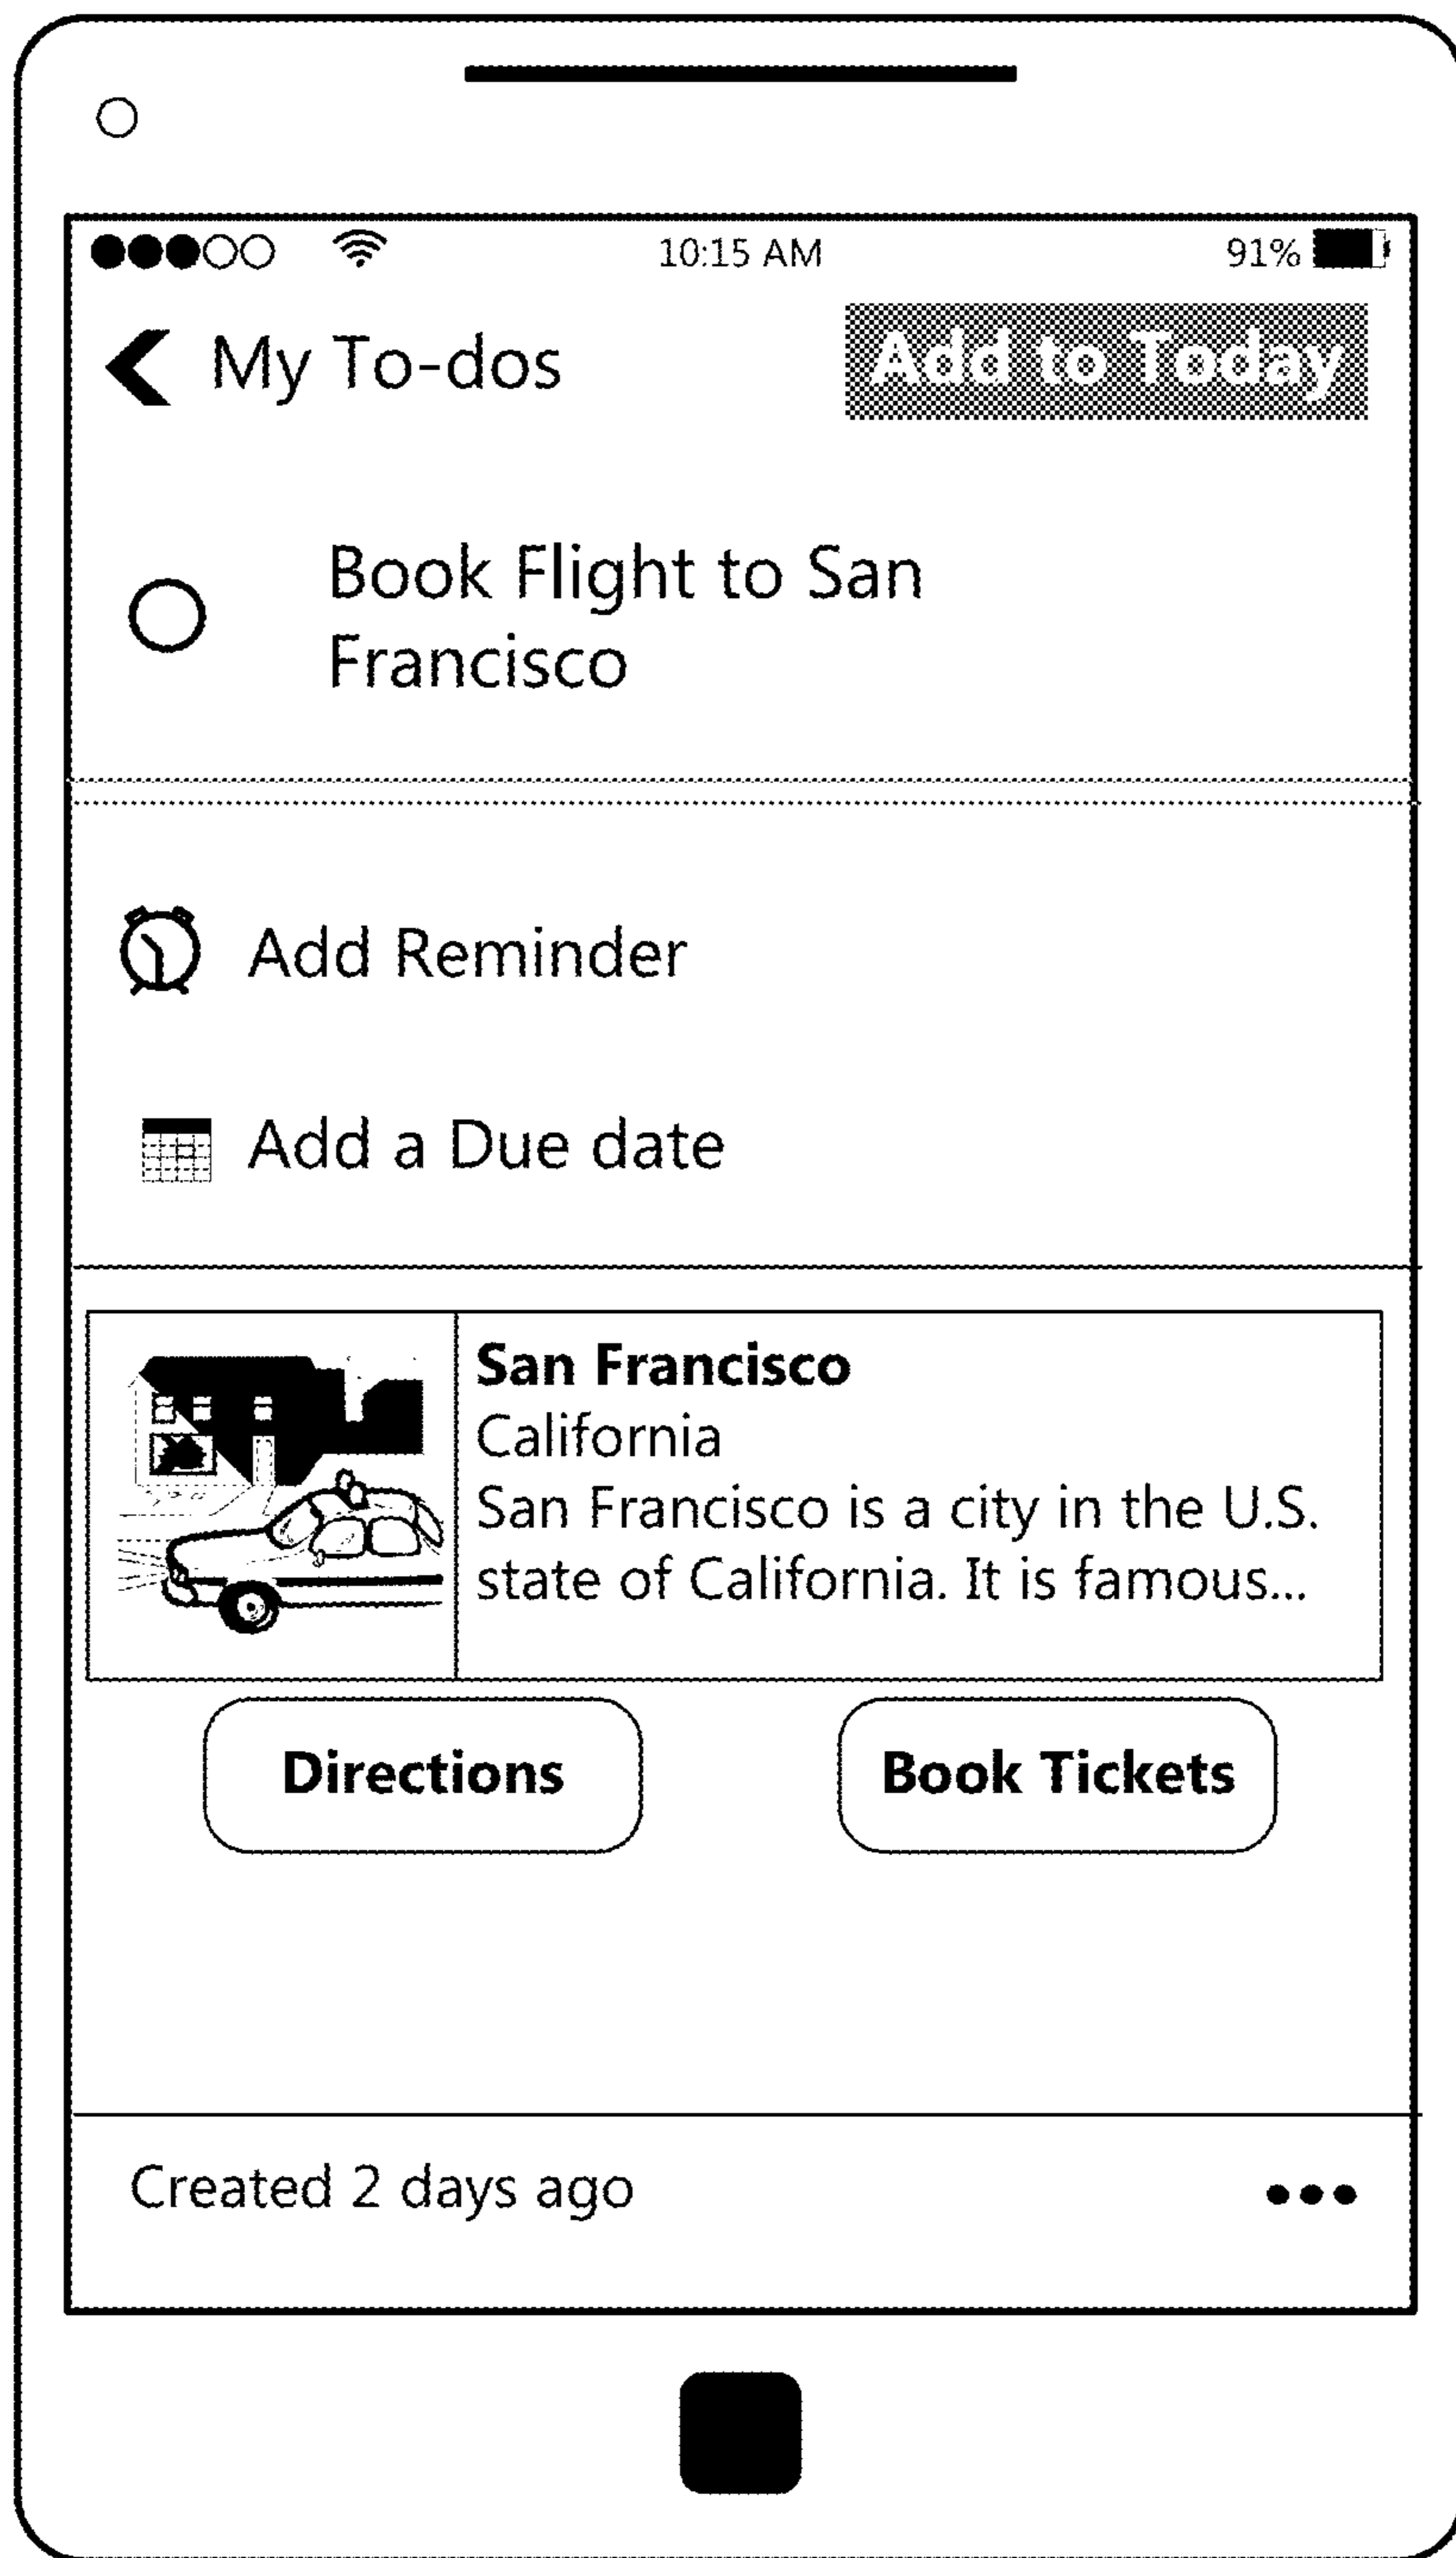 10:15 AM 91%
My To-dos Add to Today
Book Flight to San
Francisco
Add Reminder
Add a Due date
San Francisco
California
San Francisco is a city in the U.S.
state of California. It is famous...
Directions Book Tickets
Created 2 days ago